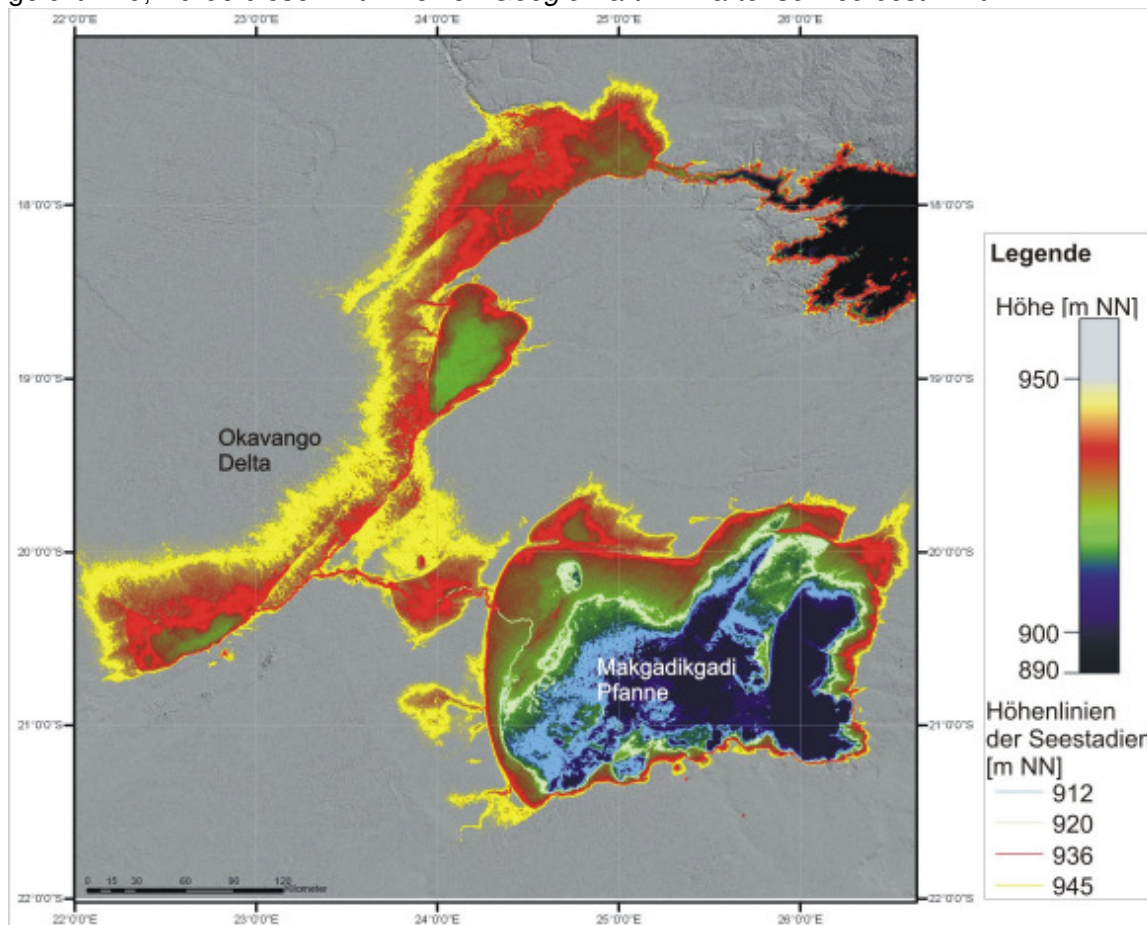 22°0'0"E
23°0'0"E
24°0'0"E
25°0'0"E
26°0'0"E
18°0'0"S
18°0'0"S
Legende
Höhe [m NN]
950
19°0'0"S
19°0'0"S
Okavango
Delta
20°0'0"S
20°0'0"S
900
890
Makgadikgadi
Pfanne
21°0'0"S
21°0'0"S
Höhenlinien
der Seestadien
[m NN]
912
920
936
945
0 15 30 60 90 120
Kilometer
22°0'0"S
22°0'0"S
22°0'0"E
23°0'0"E
24°0'0"E
25°0'0"E
26°0'0"E